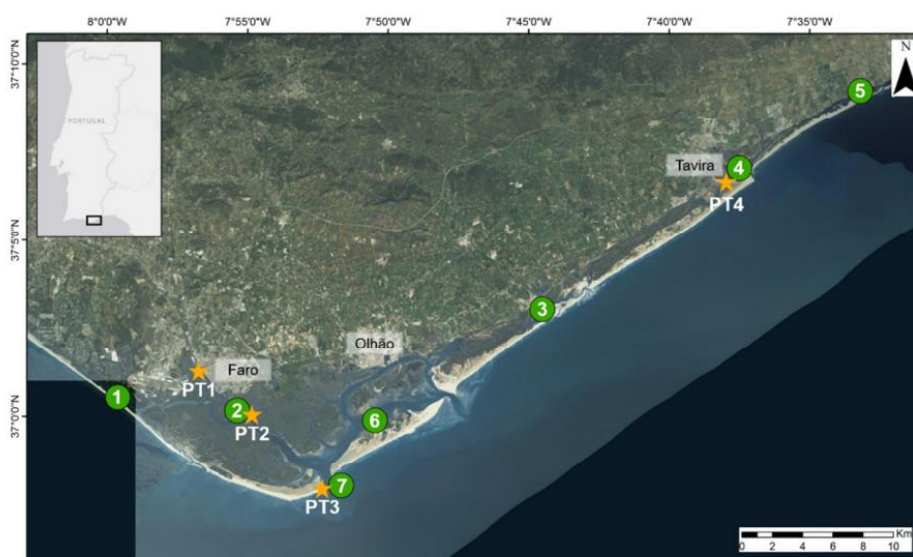 8°0'0"W 7°55'0"W 7°50'0"W 7°45'0"W 7°40'0"W 7°35'0"W
37°10'0"N
N
PORTUGAL
5
Tavira
4
PT4
37°5'0"N
3
Olhão
Faro
PT1
1
2
PT2
6
37°0'0"N
7
PT3
Km
0 2 4 6 8 10